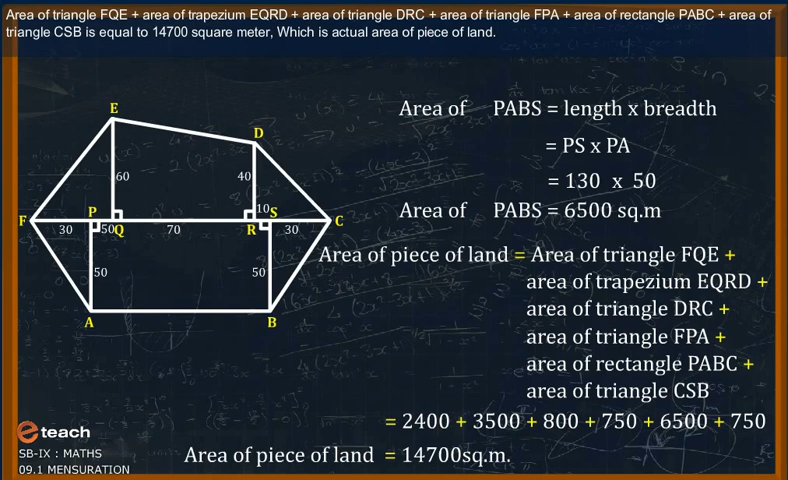 Area of triangle FQE + area of trapezium EQRD + area of triangle DRC + area of triangle FPA + area of rectangle PABC + area of
triangle CSB is equal to 14700 square meter, Which is actual area of piece of land.
Area of PABS = length x breadth
= PS x PA
= 130 x 50
Area of PABS = 6500 sq.m
E
D
60
40
10
F
P
S
C
30
50
Q
70
R
30
50
50
A
B
Area of piece of land = Area of triangle FQE +
area of trapezium EQRD +
area of triangle DRC +
area of triangle FPA +
area of rectangle PABC +
area of triangle CSB
= 2400 + 3500 + 800 + 750 + 6500 + 750
Area of piece of land = 14700sq.m.
e teach
SB-IX : MATHS
09.1 MENSURATION